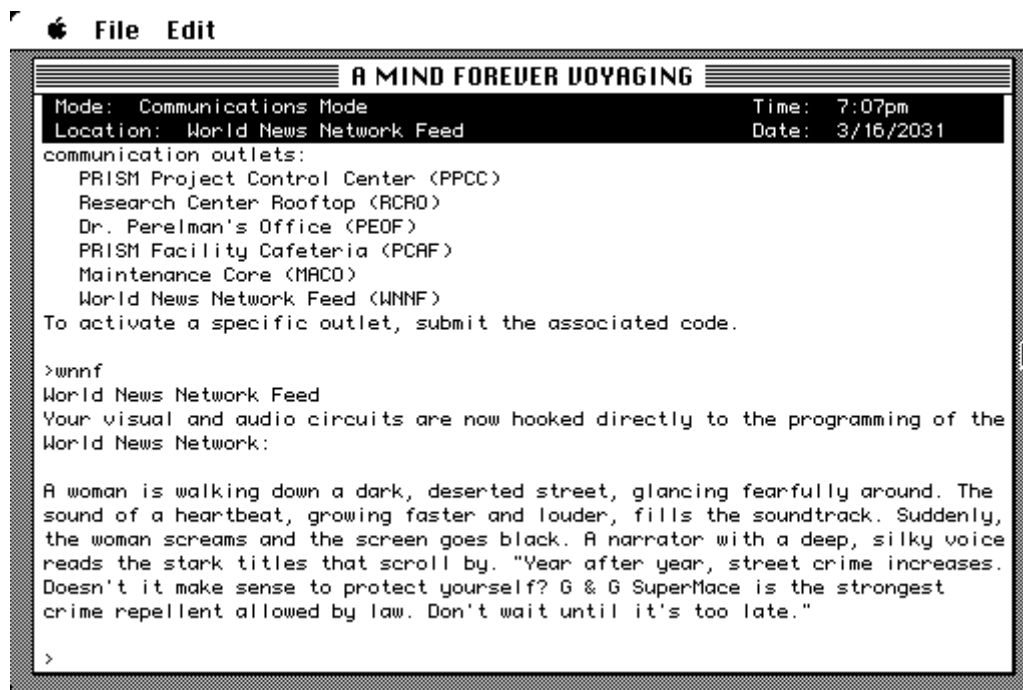 File Edit
A MIND FOREVER VOYAGING
Mode: Communications Mode Time: 7:07pm
Location: World News Network Feed Date: 3/16/2031
communication outlets:
PRISM Project Control Center (PPCC)
Research Center Rooftop (RCRO)
Dr. Perelman's Office (PEOF)
PRISM Facility Cafeteria (PCAF)
Maintenance Core (MACO)
World News Network Feed (WNNF)
To activate a specific outlet, submit the associated code.
>wnnf
World News Network Feed
Your visual and audio circuits are now hooked directly to the programming of the
World News Network:
A woman is walking down a dark, deserted street, glancing fearfully around. The
sound of a heartbeat, growing faster and louder, fills the soundtrack. Suddenly,
the woman screams and the screen goes black. A narrator with a deep, silky voice
reads the stark titles that scroll by. "Year after year, street crime increases.
Doesn't it make sense to protect yourself? G & G SuperMace is the strongest
crime repellent allowed by law. Don't wait until it's too late."
>